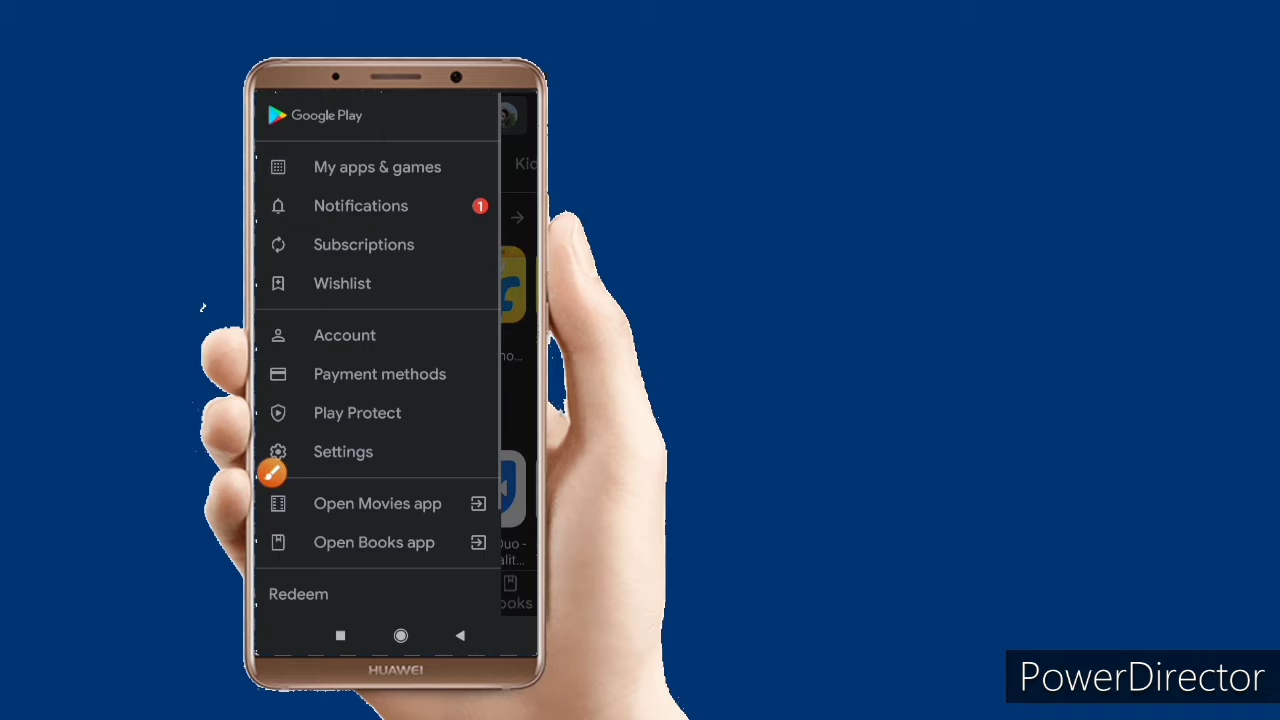 Google Play
My apps & games
Notifications
1
Subscriptions
Wishlist
Account
Payment methods
Play Protect
Settings
Open Movies app
Open Books app
Redeem
HUAWEI
PowerDirector